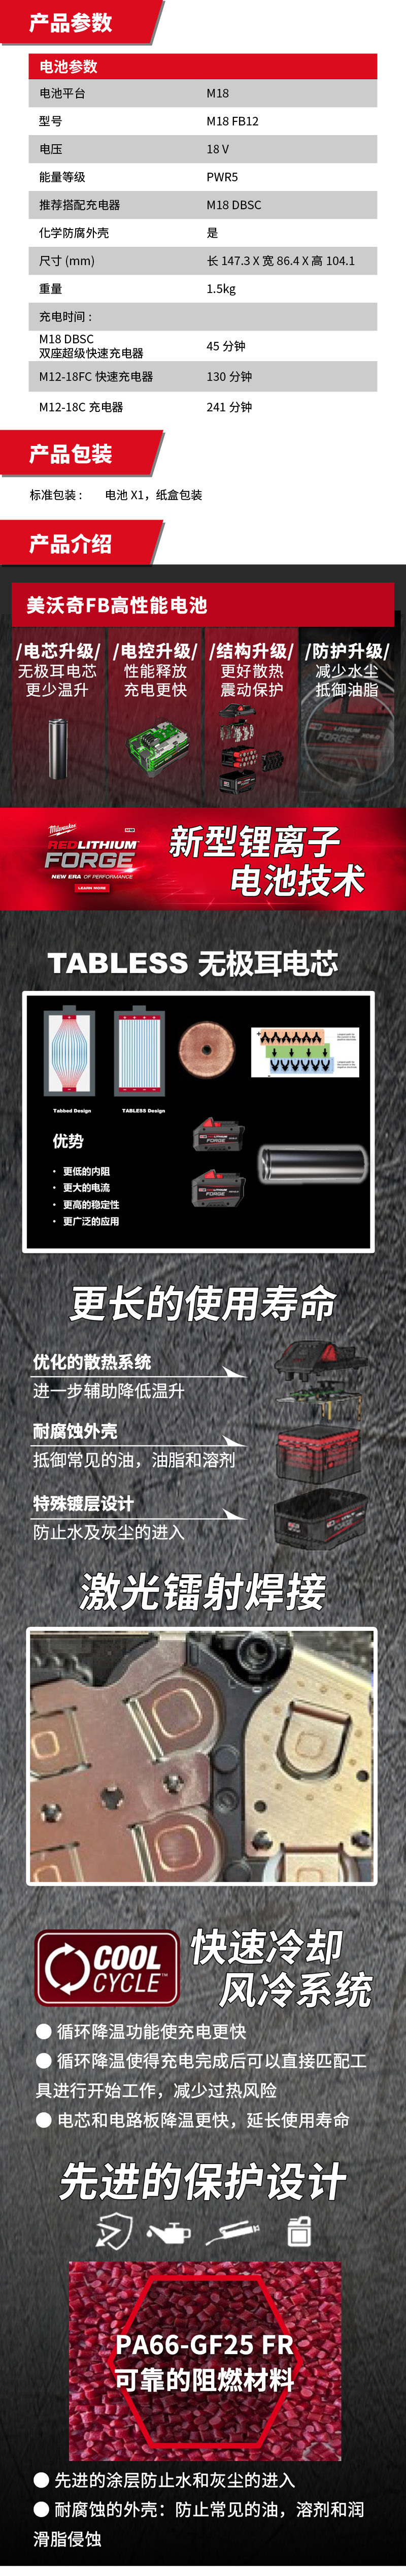 产品参数
电池参数
电池平台 M18
型号 M18 FB12
电压 18 V
能量等级 PWR5
推荐搭配充电器 M18 DBSC
化学防腐外壳 是
尺寸 (mm) 长 147.3 X 宽 86.4 X 高 104.1
重量 1.5kg
充电时间 :
M18 DBSC
双座超级快速充电器 45 分钟
M12-18FC 快速充电器 130 分钟
M12-18C 充电器 241 分钟
产品包装
标准包装 : 电池 X1，纸盒包装
产品介绍
美沃奇FB高性能电池
/电芯升级/
无极耳电芯
更少温升
/电控升级/
性能释放
充电更快
/结构升级/
更好散热
震动保护
/防护升级/
减少水尘
抵御油脂
Milwaukee
REDLITHIUM
FORGE
NEW ERA OF PERFORMANCE
LEARN MORE
新型锂离子
电池技术
TABLESS 无极耳电芯
Tabbed Design
TABLESS Design
优势
• 更低的内阻
• 更大的电流
• 更高的稳定性
• 更广泛的应用
更长的使用寿命
优化的散热系统
进一步辅助降低温升
耐腐蚀外壳
抵御常见的油，油脂和溶剂
特殊镀层设计
防止水及灰尘的进入
激光镭射焊接
COOL
CYCLE™
快速冷却
风冷系统
● 循环降温功能使充电更快
● 循环降温使得充电完成后可以直接匹配工
具进行开始工作，减少过热风险
● 电芯和电路板降温更快，延长使用寿命
先进的保护设计
PA66-GF25 FR
可靠的阻燃材料
● 先进的涂层防止水和灰尘的进入
● 耐腐蚀的外壳：防止常见的油，溶剂和润
滑脂侵蚀